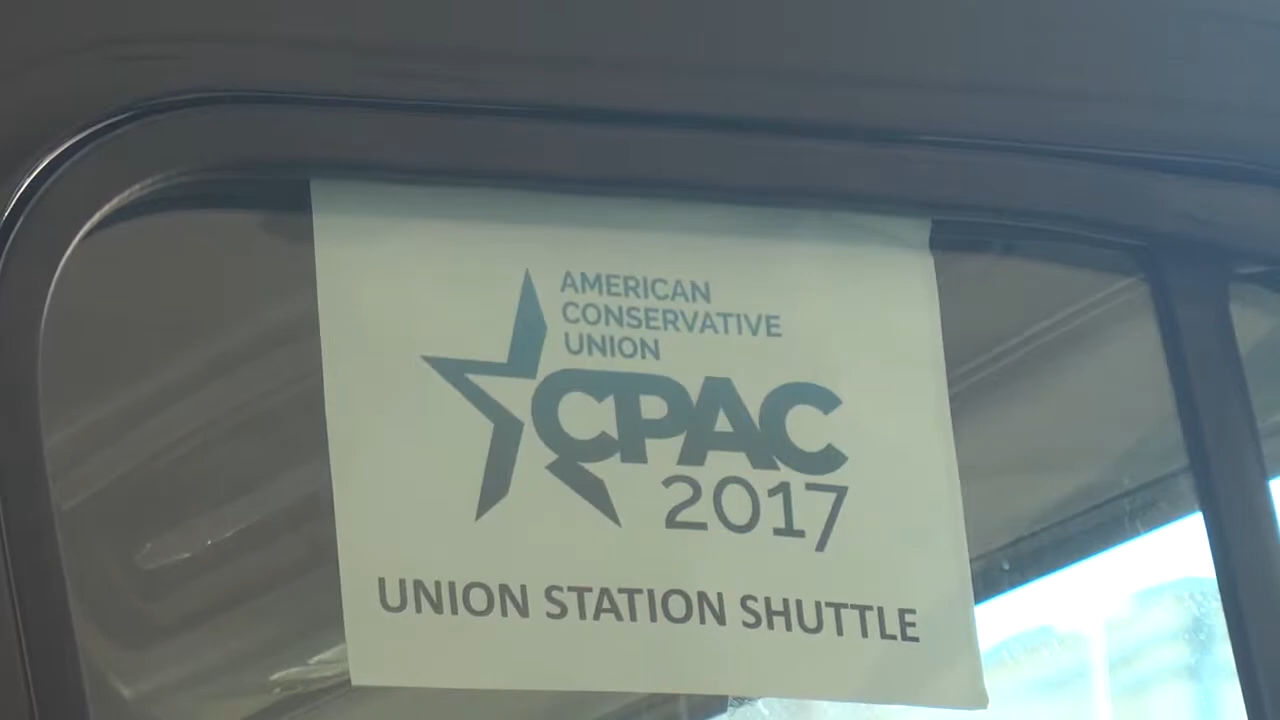 AMERICAN
CONSERVATIVE
UNION
CPAC
2017
UNION STATION SHUTTLE